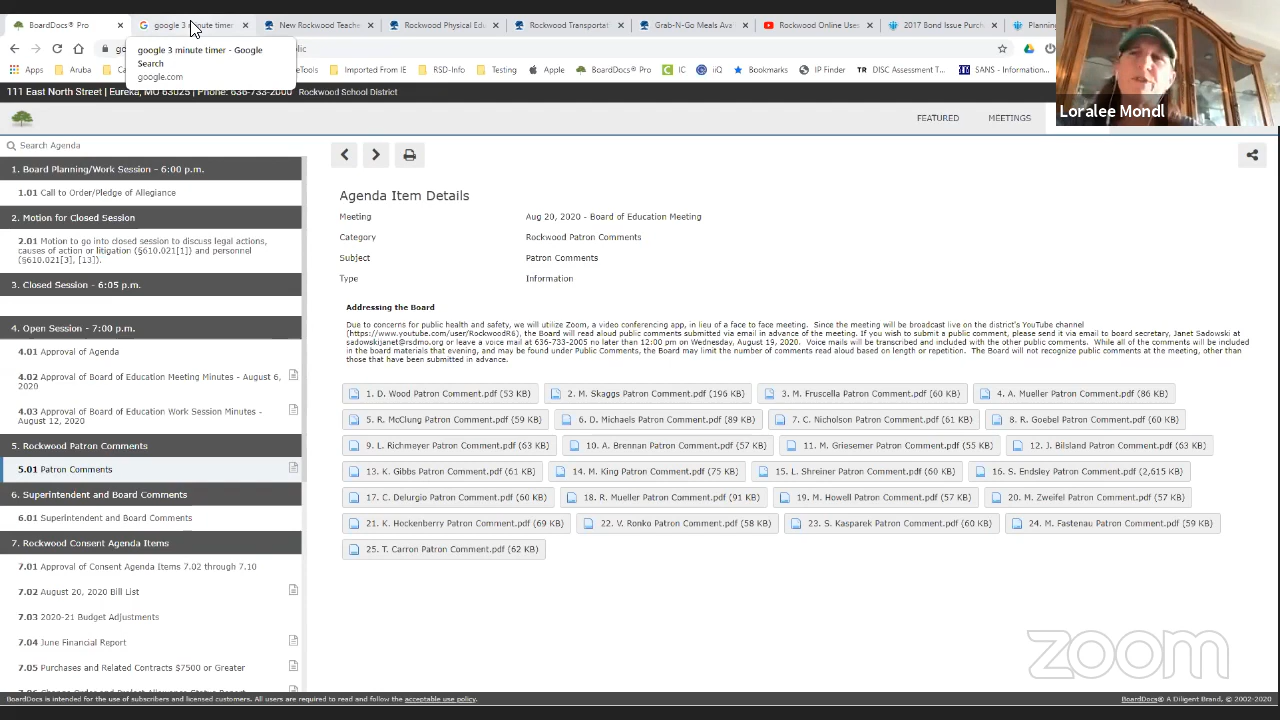 BoardDocs® Pro
google 3 minute timer
New Rockwood Teache
Rockwood Physical Edu
Rockwood Transportat
Grab-N-Go Meals Ava
Rockwood Online Uses
2017 Bond Issue Purch
Planning
google 3 minute timer - Google
Search
google.com
Apps
Aruba
Imported From IE
RSD-Info
Testing
Apple
BoardDocs® Pro
IC
iiQ
Bookmarks
IP Finder
DISC Assessment T...
SANS - Information...
111 East North Street | Eureka, MO 63025 | Phone: 636-733-2000
Rockwood School District
FEATURED
MEETINGS
Loralee Mondl
Search Agenda
1. Board Planning/Work Session - 6:00 p.m.
1.01 Call to Order/Pledge of Allegiance
2. Motion for Closed Session
2.01 Motion to go into closed session to discuss legal actions,
causes of action or litigation (§610.021[1]) and personnel
(§610.021[3], [13]).
3. Closed Session - 6:05 p.m.
4. Open Session - 7:00 p.m.
4.01 Approval of Agenda
4.02 Approval of Board of Education Meeting Minutes - August 6,
2020
4.03 Approval of Board of Education Work Session Minutes -
August 12, 2020
5. Rockwood Patron Comments
5.01 Patron Comments
6. Superintendent and Board Comments
6.01 Superintendent and Board Comments
7. Rockwood Consent Agenda Items
7.01 Approval of Consent Agenda Items 7.02 through 7.10
7.02 August 20, 2020 Bill List
7.03 2020-21 Budget Adjustments
7.04 June Financial Report
7.05 Purchases and Related Contracts $7500 or Greater
7.06 Change Order and Project Allowance Status Report
Agenda Item Details
Meeting
Aug 20, 2020 - Board of Education Meeting
Category
Rockwood Patron Comments
Subject
Patron Comments
Type
Information
Addressing the Board
Due to concerns for public health and safety, we will utilize Zoom, a video conferencing app, in lieu of a face to face meeting. Since the meeting will be broadcast live on the district's YouTube channel
(https://www.youtube.com/user/RockwoodR6), the Board will read aloud public comments submitted via email in advance of the meeting. If you wish to submit a public comment, please send it via email to board secretary, Janet Sadowski at
sadowskijanet@rsdmo.org or leave a voice mail at 636-733-2005 no later than 12:00 pm on Wednesday, August 19, 2020. Voice mails will be transcribed and included with the other public comments. While all of the comments will be included
in the board materials that evening, and may be found under Public Comments, the Board may limit the number of comments read aloud based on length or repetition. The Board will not recognize public comments at the meeting, other than
those that have been submitted in advance.
1. D. Wood Patron Comment.pdf (53 KB)
2. M. Skaggs Patron Comment.pdf (196 KB)
3. M. Fruscella Patron Comment.pdf (60 KB)
4. A. Mueller Patron Comment.pdf (86 KB)
5. R. McClung Patron Comment.pdf (59 KB)
6. D. Michaels Patron Comment.pdf (89 KB)
7. C. Nicholson Patron Comment.pdf (61 KB)
8. R. Goebel Patron Comment.pdf (60 KB)
9. L. Richmeyer Patron Comment.pdf (63 KB)
10. A. Brennan Patron Comment.pdf (57 KB)
11. M. Griesemer Patron Comment.pdf (55 KB)
12. J. Bilsland Patron Comment.pdf (53 KB)
13. K. Gibbs Patron Comment.pdf (61 KB)
14. M. King Patron Comment.pdf (75 KB)
15. L. Shreiner Patron Comment.pdf (60 KB)
16. S. Endsley Patron Comment.pdf (2,615 KB)
17. C. Delurgio Patron Comment.pdf (60 KB)
18. R. Mueller Patron Comment.pdf (91 KB)
19. M. Howell Patron Comment.pdf (57 KB)
20. M. Zweifel Patron Comment.pdf (57 KB)
21. K. Hockenberry Patron Comment.pdf (69 KB)
22. V. Ronko Patron Comment.pdf (58 KB)
23. S. Kasparek Patron Comment.pdf (60 KB)
24. M. Fastenau Patron Comment.pdf (59 KB)
25. T. Carron Patron Comment.pdf (62 KB)
zoom
BoardDocs is intended for the use of subscribers and licensed customers. All users are required to read and follow the acceptable use policy.
BoardDocs® A Diligent Brand, © 2002-2020